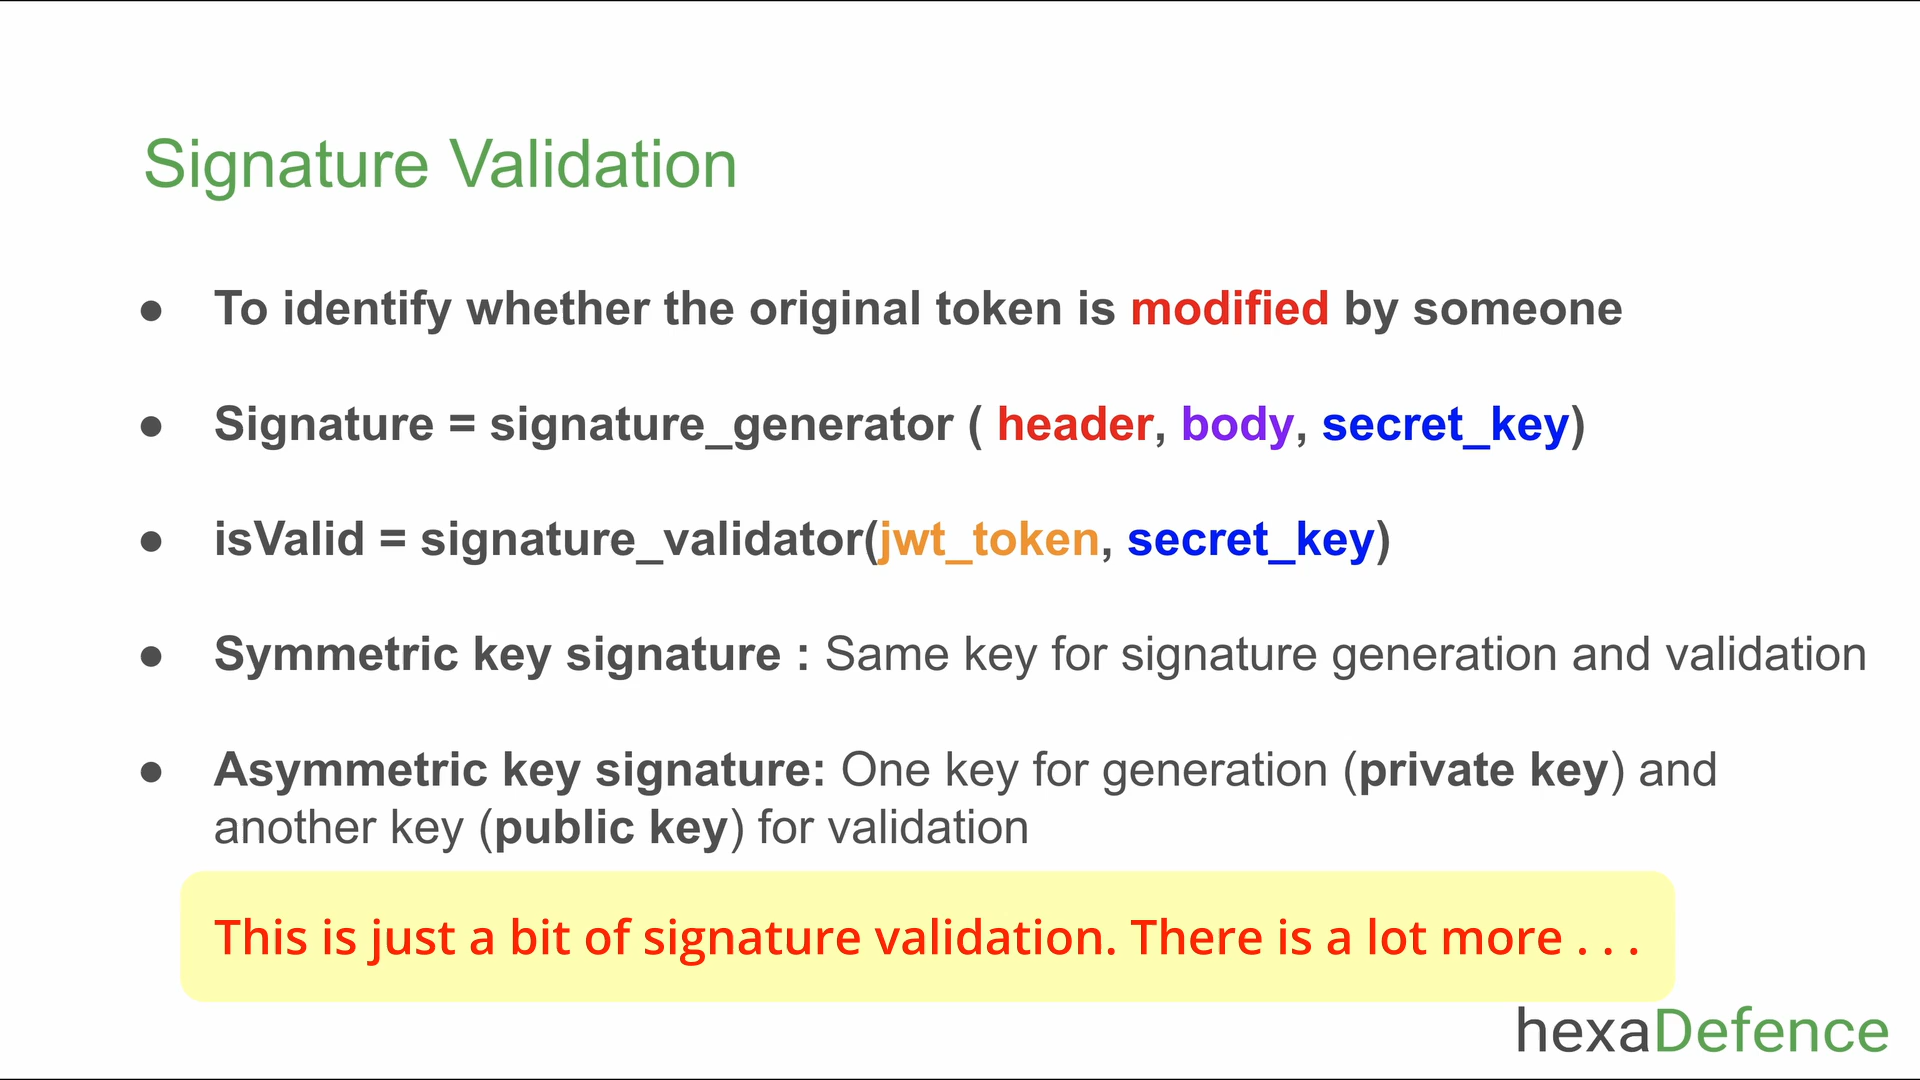 Signature Validation
● To identify whether the original token is modified by someone
● Signature = signature_generator ( header, body, secret_key)
● isValid = signature_validator(jwt_token, secret_key)
● Symmetric key signature : Same key for signature generation and validation
● Asymmetric key signature: One key for generation (private key) and
another key (public key) for validation
This is just a bit of signature validation. There is a lot more . . .
hexaDefence